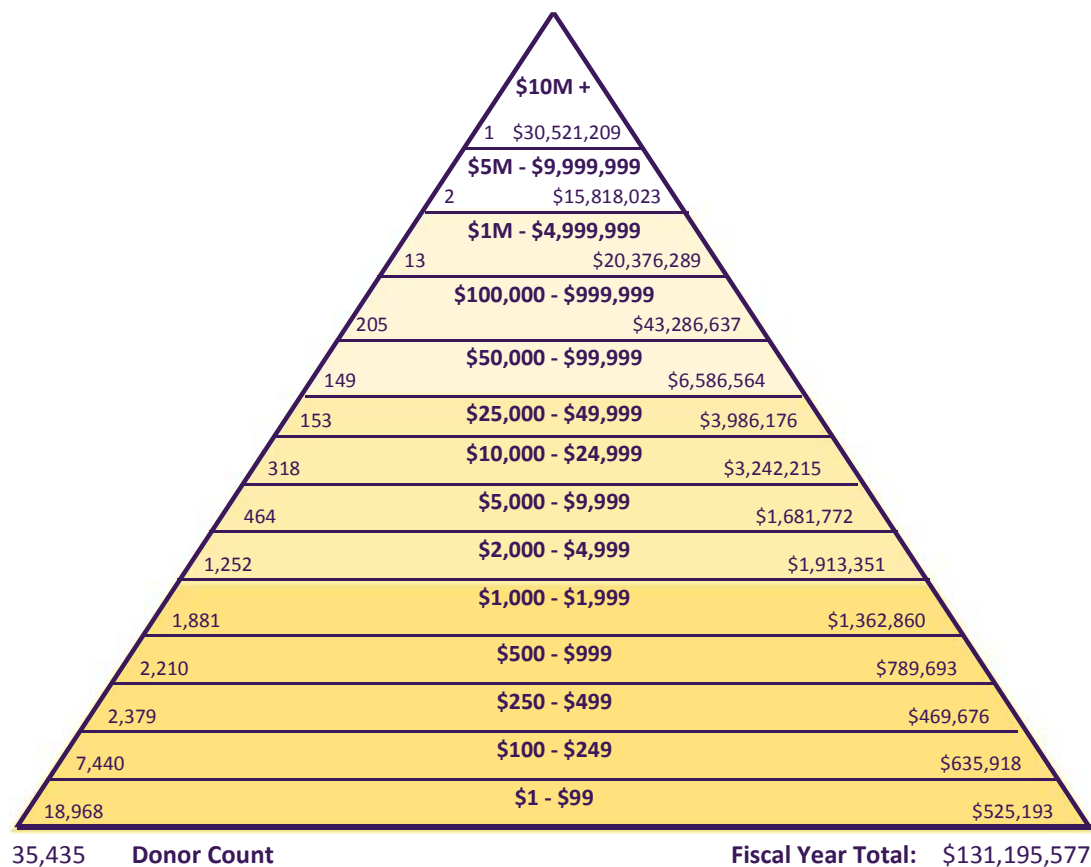 $10M +
1 $30,521,209
$5M - $9,999,999
2 $15,818,023
$1M - $4,999,999
13 $20,376,289
$100,000 - $999,999
205 $43,286,637
$50,000 - $99,999
149 $6,586,564
$25,000 - $49,999
153 $3,986,176
$10,000 - $24,999
318 $3,242,215
$5,000 - $9,999
464 $1,681,772
$2,000 - $4,999
1,252 $1,913,351
$1,000 - $1,999
1,881 $1,362,860
$500 - $999
2,210 $789,693
$250 - $499
2,379 $469,676
$100 - $249
7,440 $635,918
$1 - $99
18,968 $525,193
35,435 Donor Count Fiscal Year Total: $131,195,577